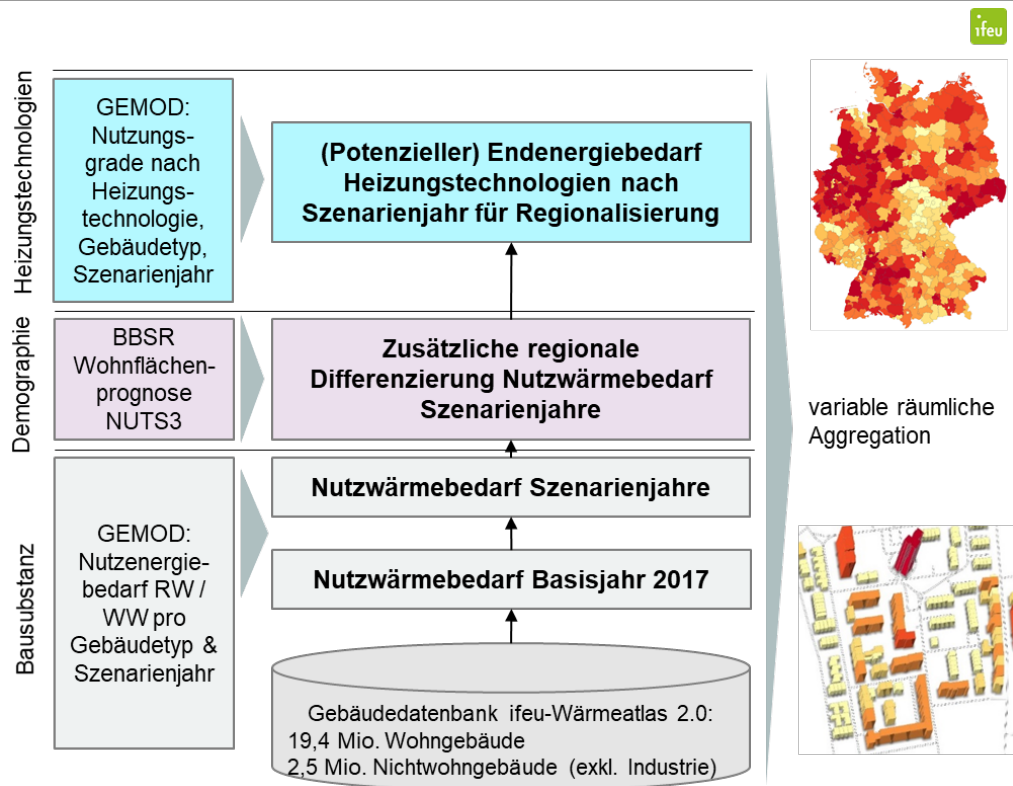 ifeu
Heizungstechnologien
GEMOD:
Nutzungs-
grade nach
Heizungs-
technologie,
Gebäudetyp,
Szenarienjahr
(Potenzieller) Endenergiebedarf
Heizungstechnologien nach
Szenarienjahr für Regionalisierung
Demographie
BBSR
Wohnflächen-
prognose
NUTS3
Zusätzliche regionale
Differenzierung Nutzwärmebedarf
Szenarienjahre
variable räumliche
Aggregation
Bausubstanz
GEMOD:
Nutzenergie-
bedarf RW /
WW pro
Gebäudetyp &
Szenarienjahr
Nutzwärmebedarf Szenarienjahre
Nutzwärmebedarf Basisjahr 2017
Gebäudedatenbank ifeu-Wärmeatlas 2.0:
19,4 Mio. Wohngebäude
2,5 Mio. Nichtwohngebäude (exkl. Industrie)